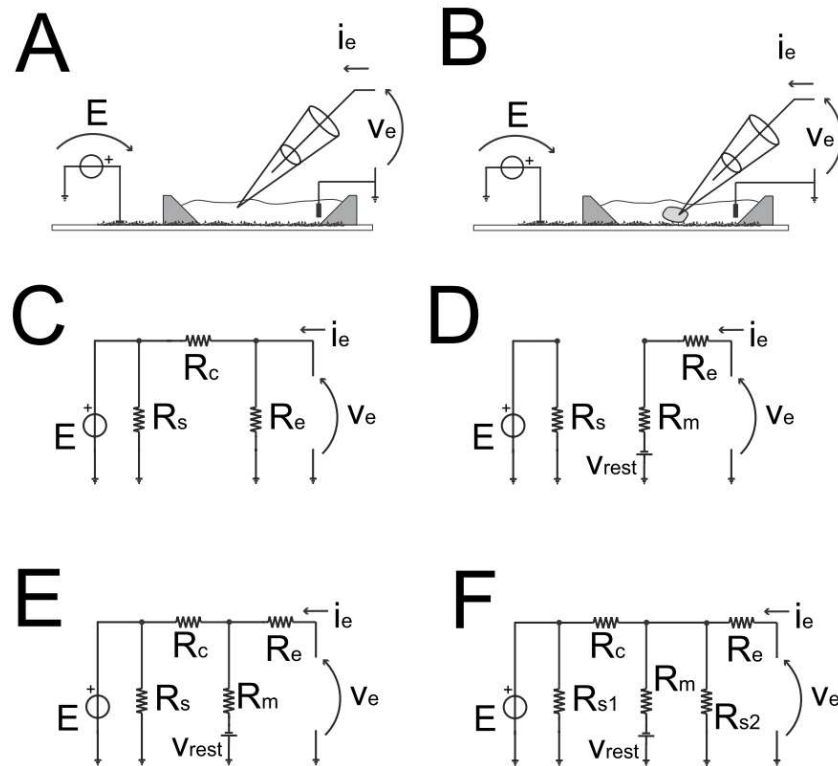 A
E
+
ie
ve
B
E
+
ie
ve
C
ie
Rc
E
+
Rs
Re
ve
D
ie
Re
E
+
Rs
Rm
vrest
ve
E
ie
Rc
Re
E
+
Rs
Rm
vrest
ve
F
ie
Rc
Re
E
+
Rs1
Rm
vrest
Rs2
ve